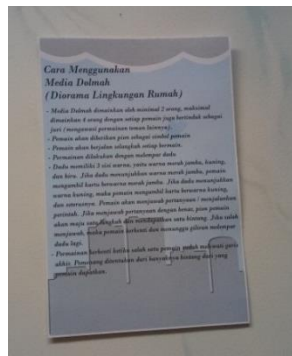 Cara Menggunakan
Media Dolmah
(Diorama Lingkungan Rumah)
- Media Dolmah dimainkan oleh minimal 2 orang, maksimal
dimainkan 4 orang dengan setiap pemain juga bertindak sebagai
juri (mengawasi permainan teman lainnya).
- Pemain akan diberikan pion sebagai simbol pemain
- Pemain akan berjalan selangkah setiap bermain.
- Permainan dilakukan dengan melempar dadu
- Dadu memiliki 3 sisi warna, yaitu warna merah jambu, kuning,
dan biru. Jika dadu menunjukkan warna merah jambu, pemain
mengambil kartu berwarna merah jambu. Jika dadu menunjukkan
warna kuning, maka pemain mengambil kartu berwarna kuning,
dan seterusnya. Pemain akan menjawab pertanyaan / menjalankan
perintah. Jika menjawab pertanyaan dengan benar, pion pemain
akan maju satu langkah dan mendapatkan satu bintang. Jika salah
menjawab, maka pemain berhenti dan menunggu giliran melempar
dadu lagi.
- Permainan berhenti ketika salah satu pemain sudah melewati garis
akhir. Pemenang ditentukan dari banyaknya bintang dari yang
pemain dapatkan.